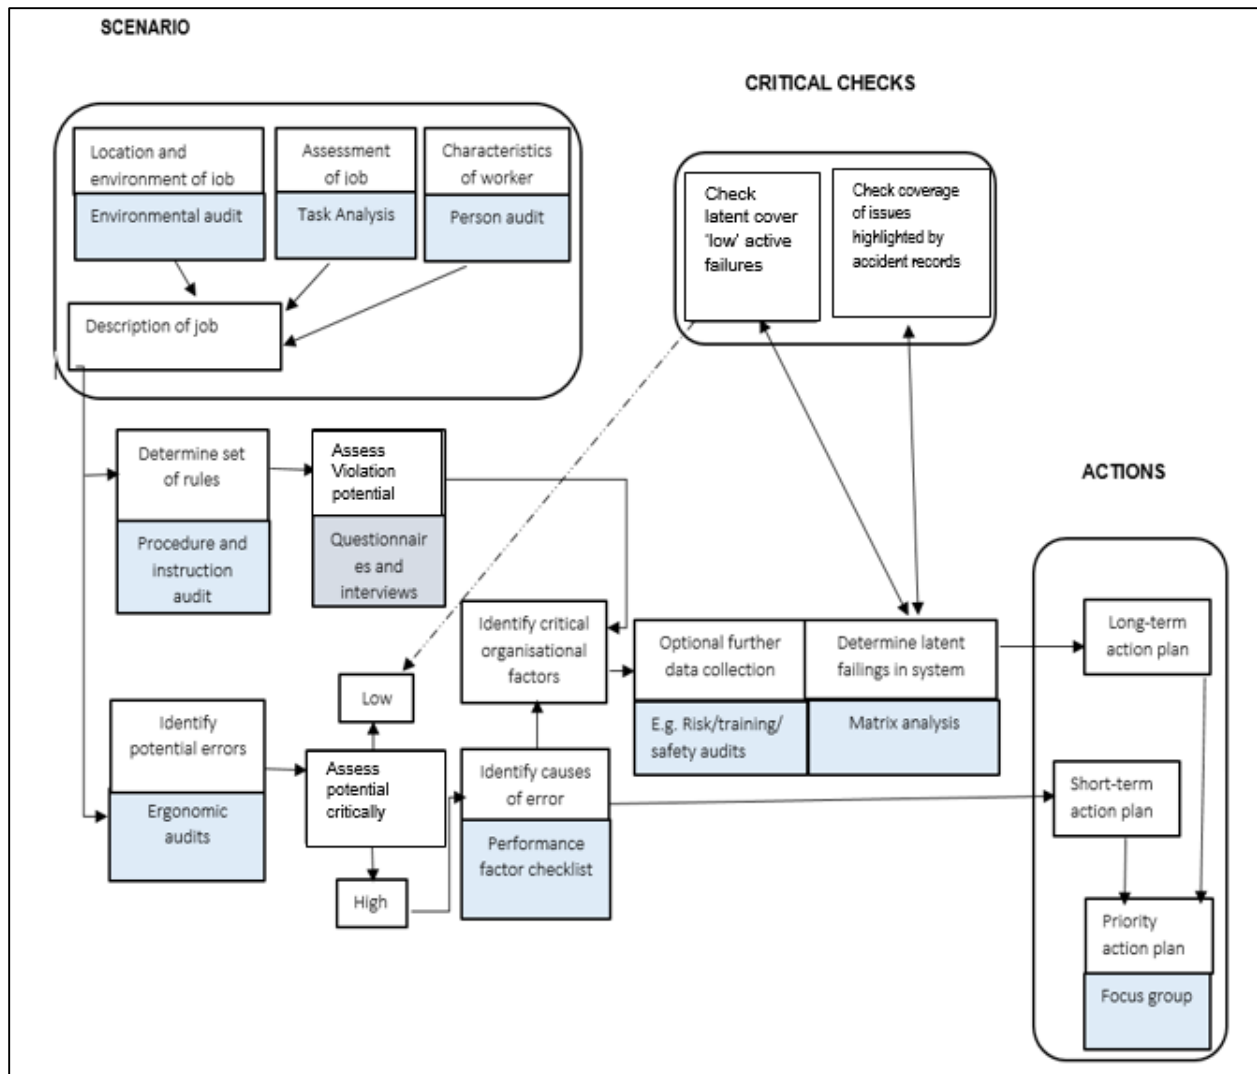 SCENARIO
CRITICAL CHECKS
Location and
environment of job
Environmental audit
Assessment
of job
Task Analysis
Characteristics
of worker
Person audit
Description of job
Check
latent cover
'low' active
failures
Check coverage
of issues
highlighted by
accident records
Determine set
of rules
Procedure and
instruction
audit
Assess
Violation
potential
Questionnair
es and
interviews
ACTIONS
Identify critical
organisational
factors
Optional further
data collection
E.g. Risk/training/
safety audits
Determine latent
failings in system
Matrix analysis
Long-term
action plan
Low
Identify
potential errors
Ergonomic
audits
Assess
potential
critically
High
Identify causes
of error
Performance
factor checklist
Short-term
action plan
Priority
action plan
Focus group